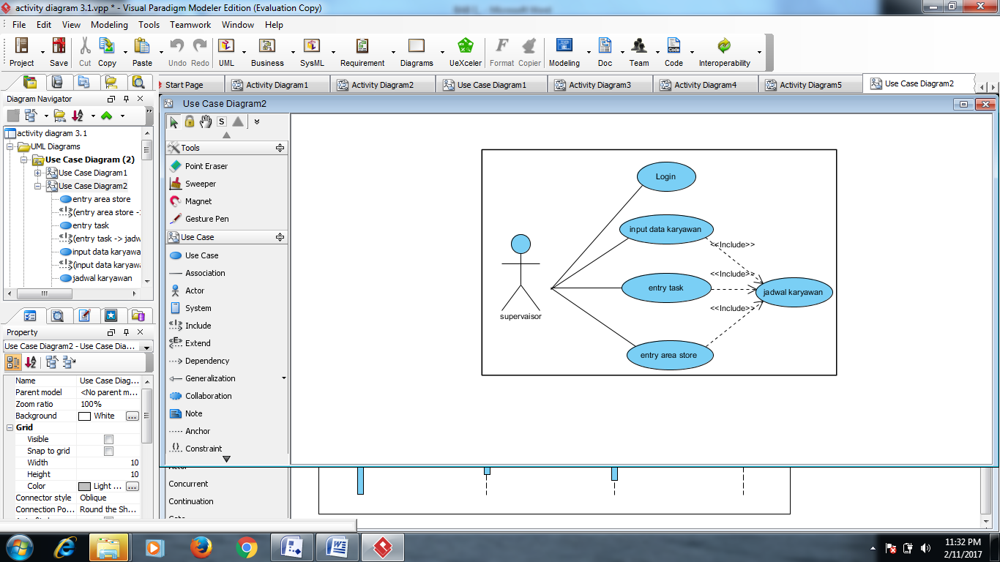 activity diagram 3.1.vpp * - Visual Paradigm Modeler Edition (Evaluation Copy)
File Edit View Modeling Tools Teamwork Window Help
Project Save Cut Copy Paste Undo Redo UML Business SysML Requirement Diagrams UeXceler Format Copier Modeling Doc Team Code Interoperability
Start Page Activity Diagram1 Activity Diagram2 Use Case Diagram1 Activity Diagram3 Activity Diagram4 Activity Diagram5 Use Case Diagram2
Diagram Navigator
activity diagram 3.1
UML Diagrams
Use Case Diagram (2)
Use Case Diagram1
Use Case Diagram2
entry area store
(entry area store -
entry task
(entry task -> jadw
input data karyawa
(input data karyaw
jadwal karyawan
Property
Use Case Diagram2 - Use Case Dia...
Name Use Case Diag...
Parent model <No parent m...
Zoom ratio 100%
Background White ...
Grid
Visible
Snap to grid
Width 10
Height 10
Color Light ... ...
Connector style Oblique
Connection Po... Round the Sh...
Use Case Diagram2
S
Tools
Point Eraser
Sweeper
Magnet
Gesture Pen
Use Case
Use Case
Association
Actor
System
Include
Extend
Dependency
Generalization
Collaboration
Note
Anchor
Constraint
Concurrent
Continuation
Login
input data karyawan
<<Include>>
<<Include>>
entry task
jadwal karyawan
<<Include>>
supervaisor
entry area store
11:32 PM
2/11/2017